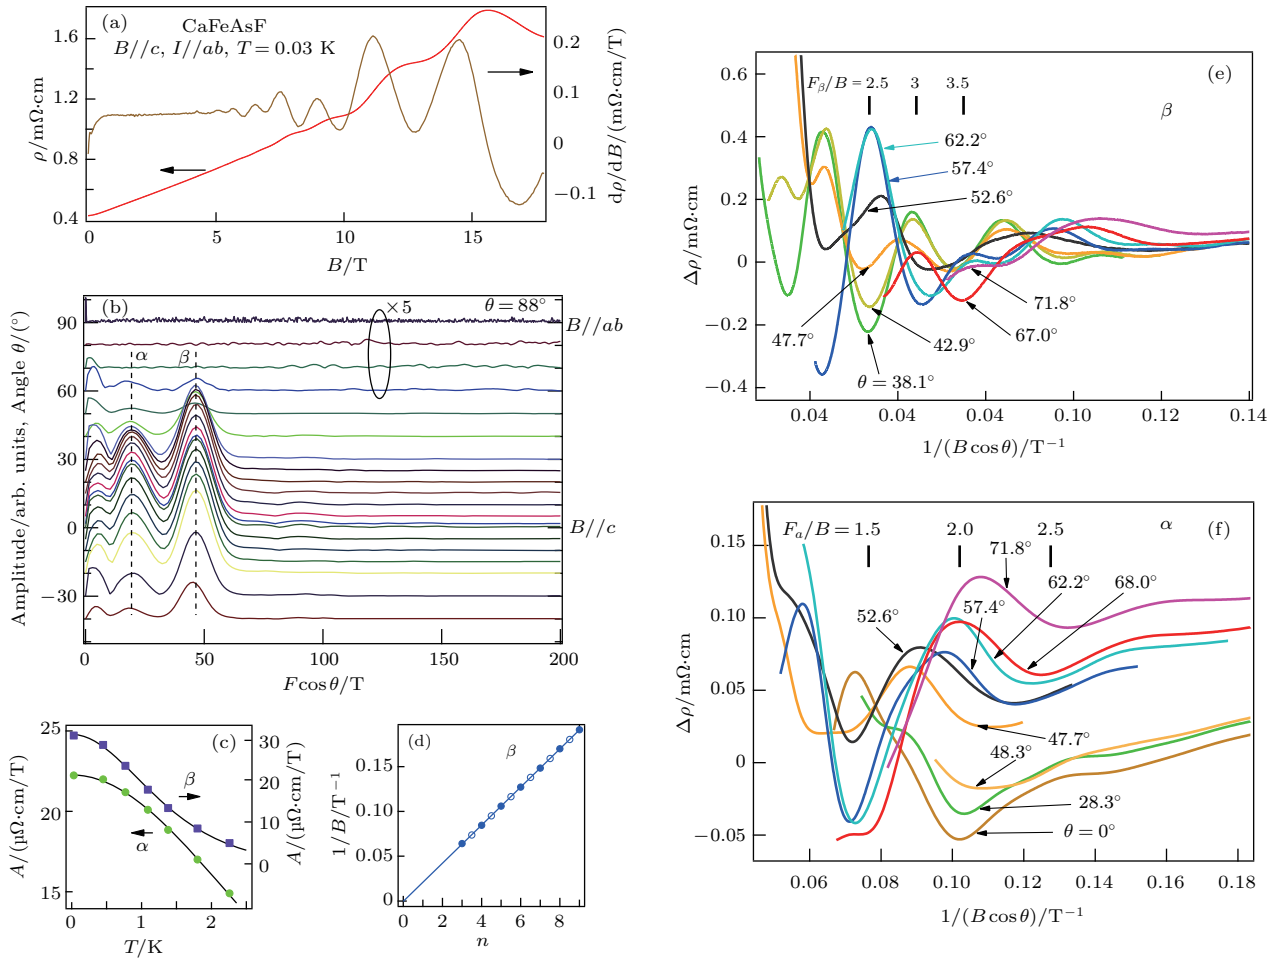 (a)
CaFeAsF
B//c, I//ab, T = 0.03 K
ρ/mΩ·cm
1.6
1.2
0.8
0.4
0
5
10
15
B/T
0.2
0.1
0
−0.1
dρ/dB/(mΩ·cm/T)
(b)
×5
θ = 88°
B//ab
B//c
α
β
Amplitude/arb. units, Angle θ/(°)
90
60
30
0
−30
0
50
100
150
200
F cos θ/T
(c)
A/(μΩ·cm/T)
25
20
15
β
α
30
20
10
0
A/(μΩ·cm/T)
0
1
2
T/K
(d)
β
1/B/T⁻¹
0.15
0.10
0.05
0
0
2
4
6
8
n
(e)
Fβ/B = 2.5
3
3.5
β
Δρ/mΩ·cm
0.6
0.4
0.2
0
−0.2
−0.4
62.2°
57.4°
52.6°
71.8°
67.0°
47.7°
42.9°
θ = 38.1°
0.04
0.04
0.04
0.10
0.12
0.14
1/(B cos θ)/T⁻¹
(f)
Fa/B = 1.5
2.0
2.5
α
Δρ/mΩ·cm
0.15
0.10
0.05
0
−0.05
71.8°
62.2°
68.0°
52.6°
57.4°
47.7°
48.3°
28.3°
θ = 0°
0.06
0.08
0.10
0.12
0.14
0.16
0.18
1/(B cos θ)/T⁻¹